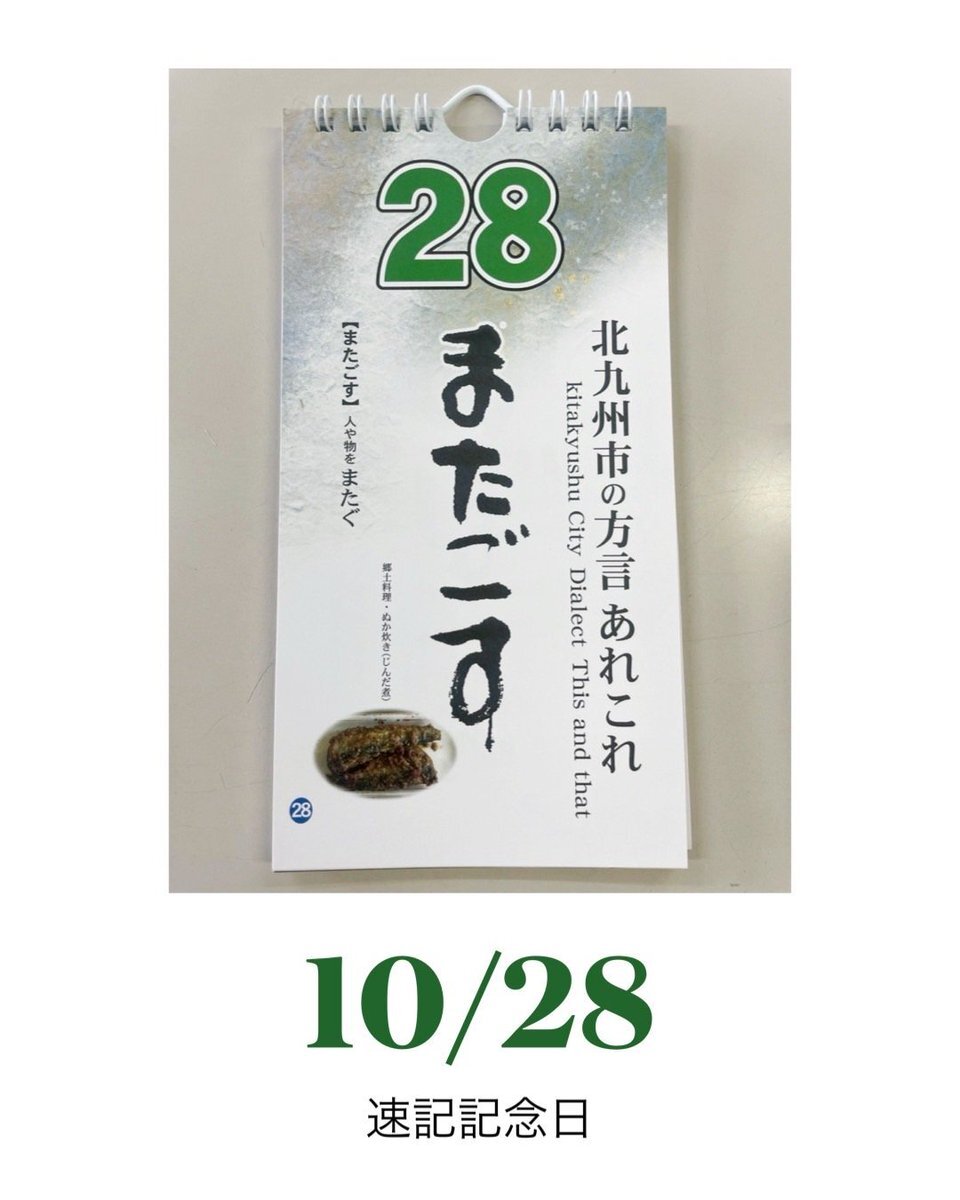 28
北九州市の方言 あれこれ
kitakyushu City Dialect This and that
またごす
【またごす】人や物を またぐ
郷土料理・ぬか炊き(じんだ煮)
28
10/28
速記記念日